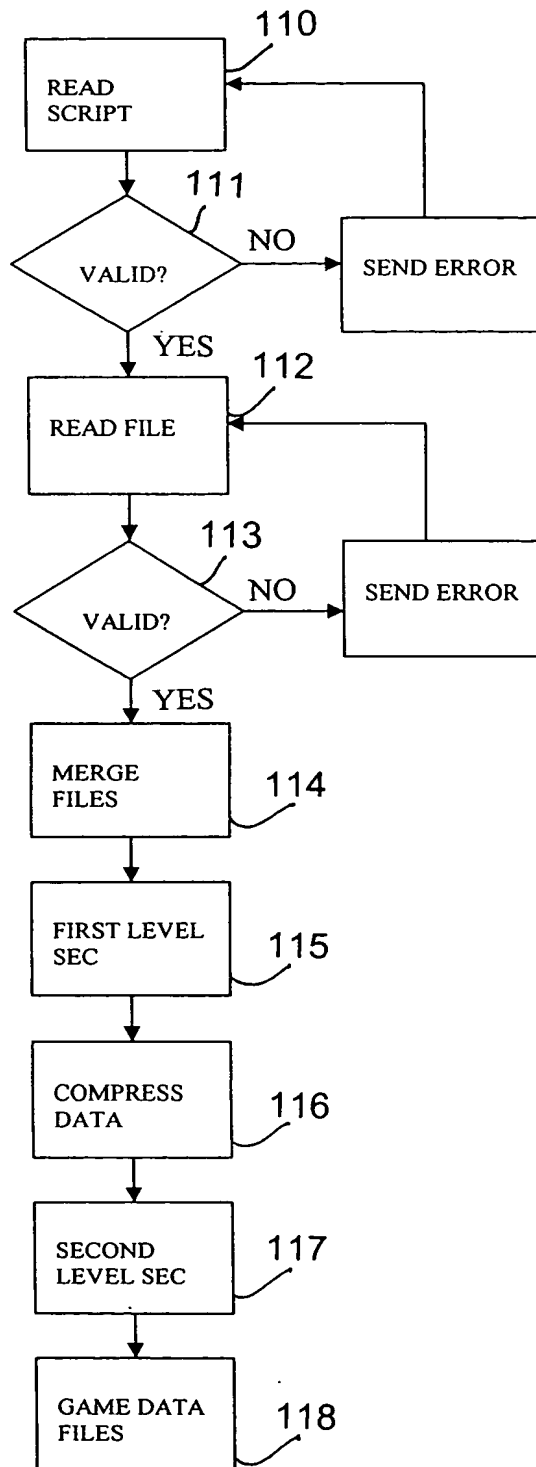 110
READ
SCRIPT
111
VALID?
NO
SEND ERROR
YES
112
READ FILE
113
VALID?
NO
SEND ERROR
YES
MERGE
FILES
114
FIRST LEVEL
SEC
115
COMPRESS
DATA
116
SECOND
LEVEL SEC
117
GAME DATA
FILES
118